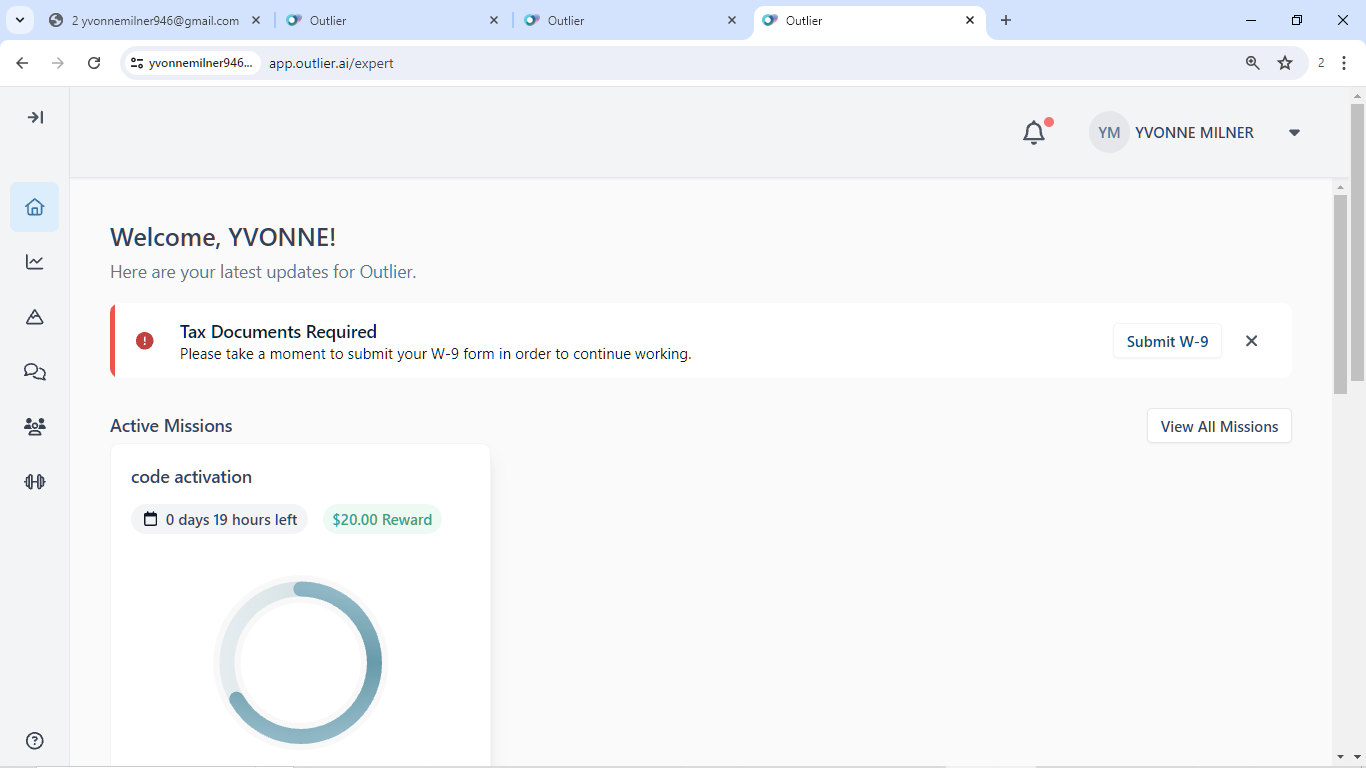 2 yvonnemilner946@gmail.com
Outlier
Outlier
Outlier
yvonnemilner946...
app.outlier.ai/expert
2
YM
YVONNE MILNER
Welcome, YVONNE!
Here are your latest updates for Outlier.
Tax Documents Required
Please take a moment to submit your W-9 form in order to continue working.
Submit W-9
Active Missions
View All Missions
code activation
0 days 19 hours left
$20.00 Reward